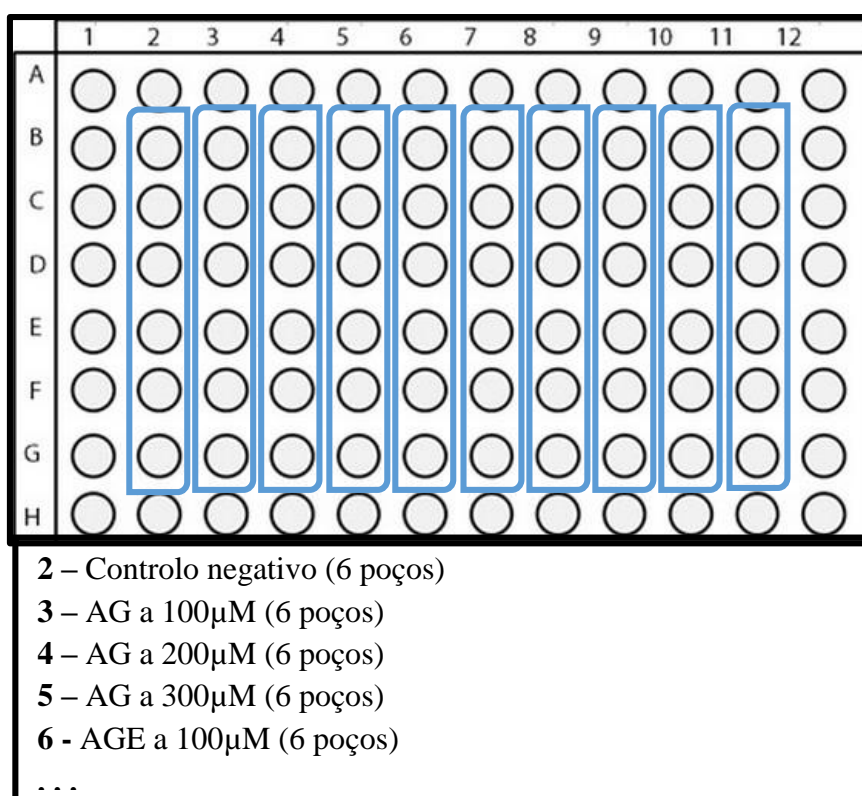 1 2 3 4 5 6 7 8 9 10 11 12
A
B
C
D
E
F
G
H
2 – Controlo negativo (6 poços)
3 – AG a 100µM (6 poços)
4 – AG a 200µM (6 poços)
5 – AG a 300µM (6 poços)
6 - AGE a 100µM (6 poços)
. . .